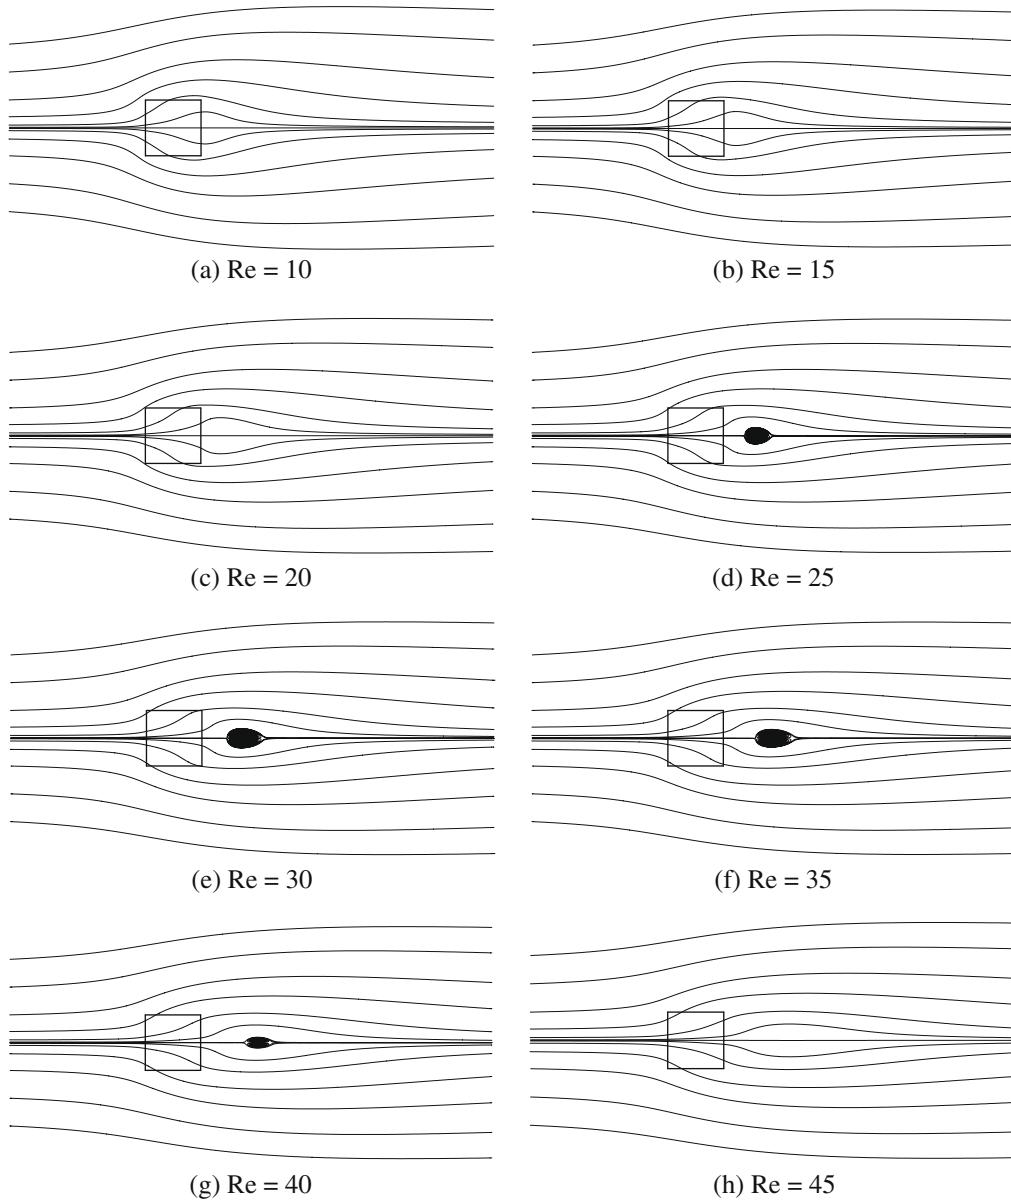 (a) Re = 10
(b) Re = 15
(c) Re = 20
(d) Re = 25
(e) Re = 30
(f) Re = 35
(g) Re = 40
(h) Re = 45